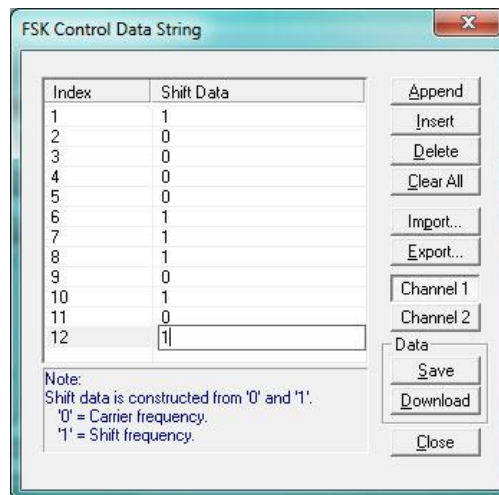 FSK Control Data String
Index Shift Data
1 1
2 0
3 0
4 0
5 0
6 1
7 1
8 1
9 0
10 1
11 0
12 1
Append
Insert
Delete
Clear All
Import...
Export...
Channel 1
Channel 2
Data
Save
Download
Close
Note:
Shift data is constructed from '0' and '1'.
'0' = Carrier frequency.
'1' = Shift frequency.